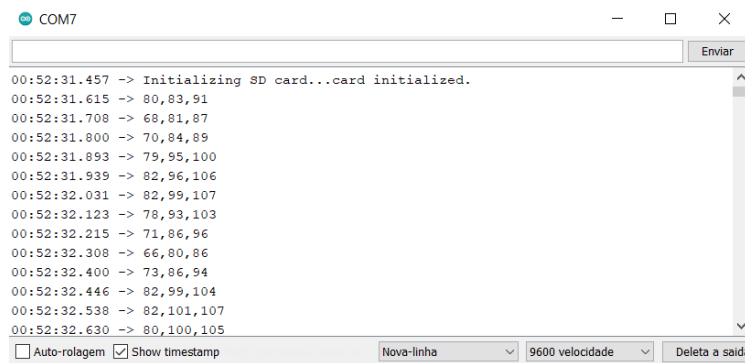 COM7
Enviar
00:52:31.457 -> Initializing SD card...card initialized.
00:52:31.615 -> 80,83,91
00:52:31.708 -> 68,81,87
00:52:31.800 -> 70,84,89
00:52:31.893 -> 79,95,100
00:52:31.939 -> 82,96,106
00:52:32.031 -> 82,99,107
00:52:32.123 -> 78,93,103
00:52:32.215 -> 71,86,96
00:52:32.308 -> 66,80,86
00:52:32.400 -> 73,86,94
00:52:32.446 -> 82,99,104
00:52:32.538 -> 82,101,107
00:52:32.630 -> 80,100,105
Auto-rolagem Show timestamp Nova-linha 9600 velocidade Deleta a saida